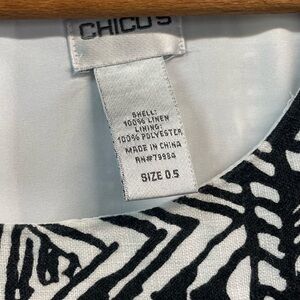 CHICO'S
SHELL:
100% LINEN
LINING:
100% POLYESTER
MADE IN CHINA
RN#79984
SIZE 0.5